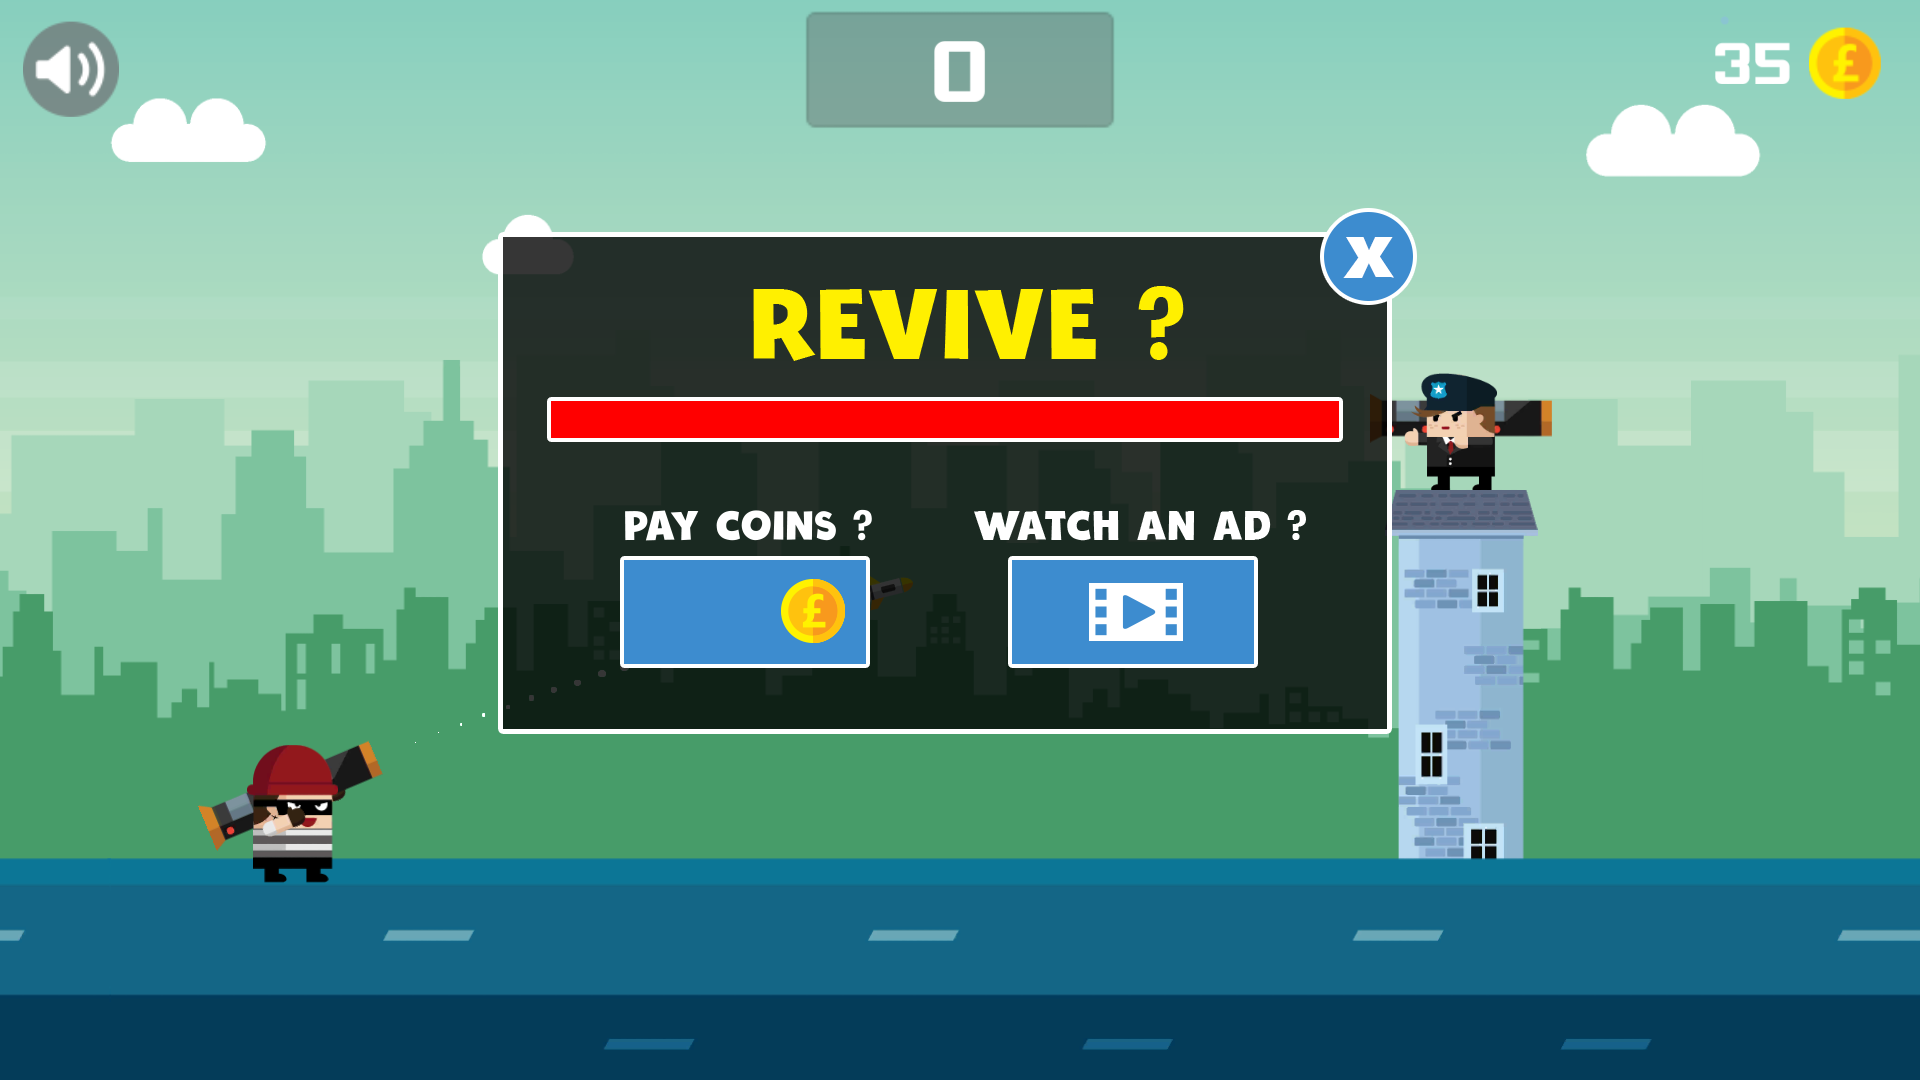 0
35 £
X
REVIVE ?
PAY COINS ?
WATCH AN AD ?
£